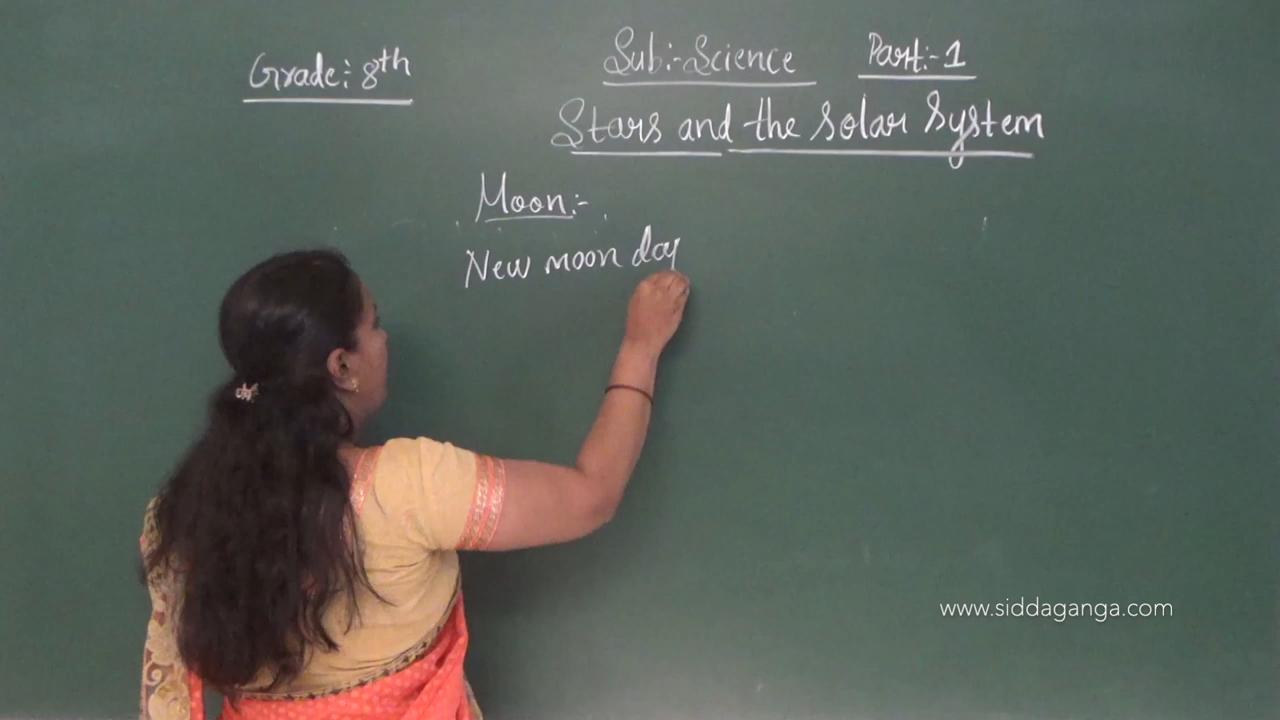 Grade:- 8th
Sub:-Science Part:-1
Stars and the Solar System
Moon:-
New moon day
www.siddaganga.com